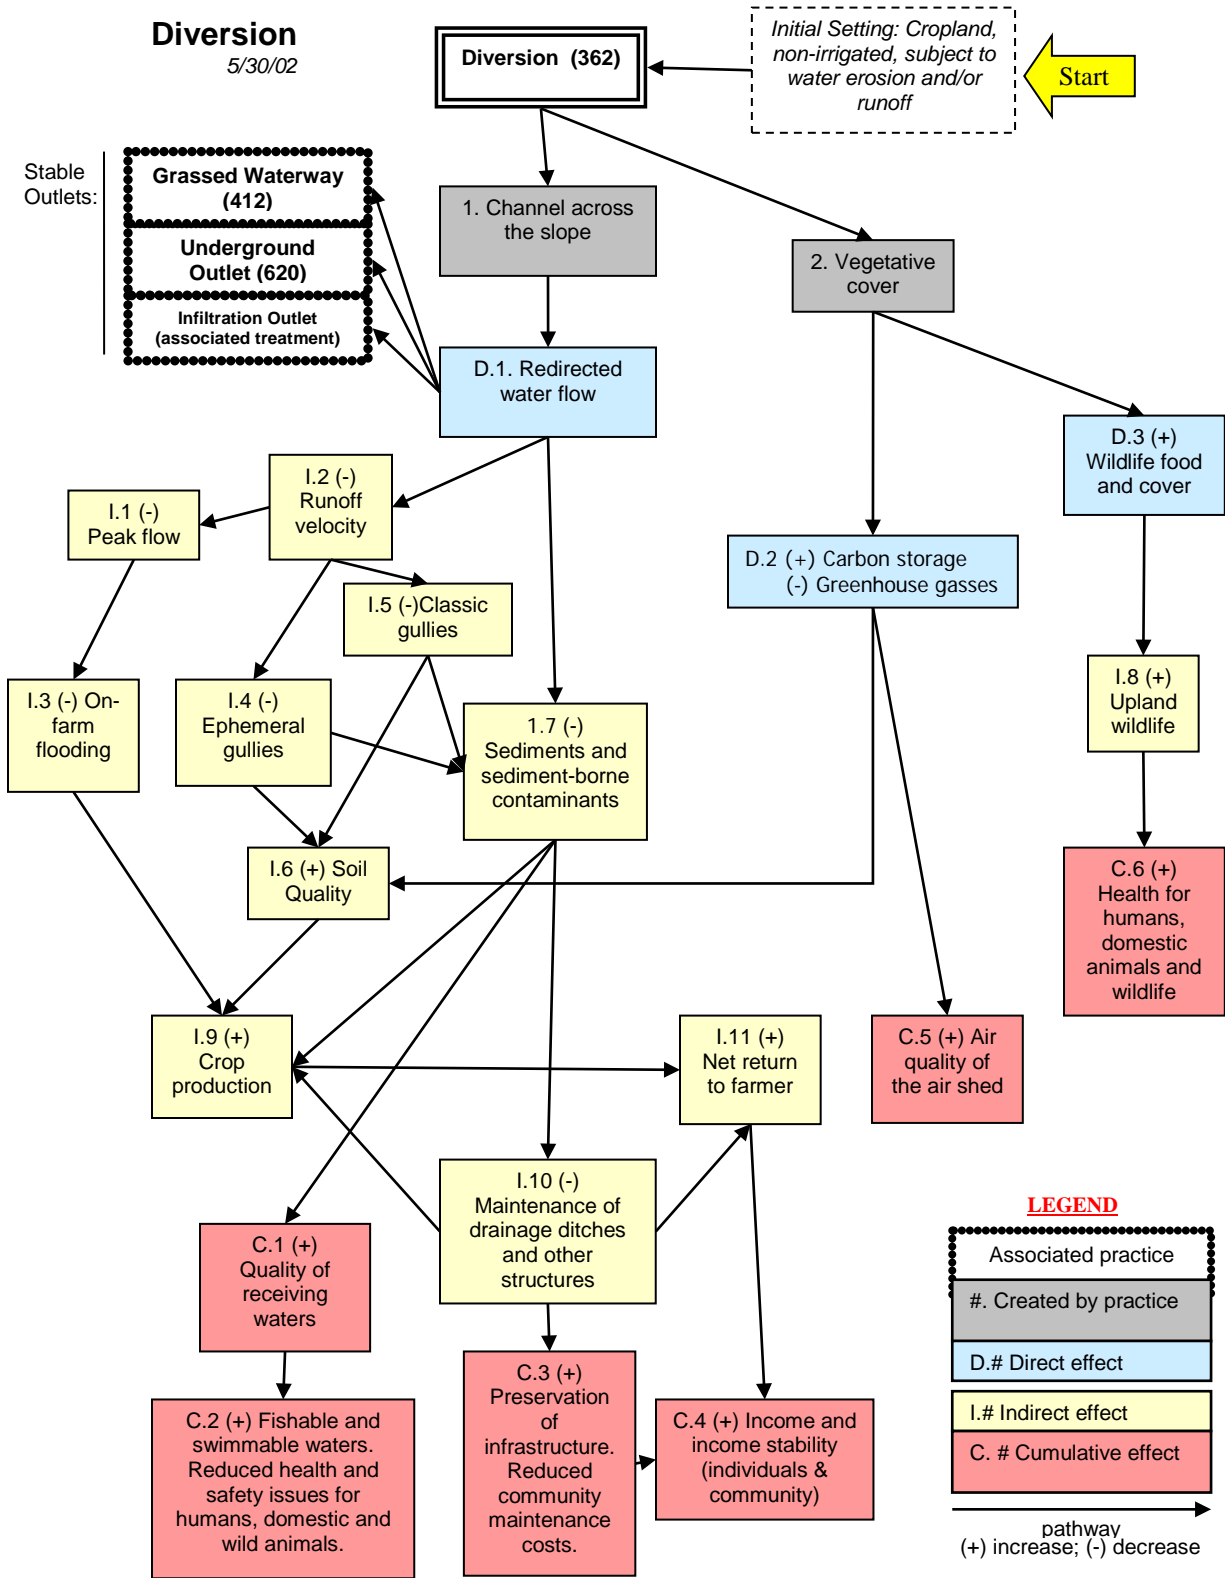 Diversion
5/30/02
Diversion (362)
Initial Setting: Cropland,
non-irrigated, subject to
water erosion and/or
runoff
Start
Stable
Outlets:
Grassed Waterway
(412)
Underground
Outlet (620)
Infiltration Outlet
(associated treatment)
1. Channel across
the slope
2. Vegetative
cover
D.1. Redirected
water flow
D.3 (+)
Wildlife food
and cover
I.2 (-)
Runoff
velocity
I.1 (-)
Peak flow
D.2 (+) Carbon storage
(-) Greenhouse gasses
I.5 (-)Classic
gullies
I.3 (-) On-
farm
flooding
I.4 (-)
Ephemeral
gullies
1.7 (-)
Sediments and
sediment-borne
contaminants
I.8 (+)
Upland
wildlife
I.6 (+) Soil
Quality
C.6 (+)
Health for
humans,
domestic
animals and
wildlife
I.9 (+)
Crop
production
I.11 (+)
Net return
to farmer
C.5 (+) Air
quality of
the air shed
I.10 (-)
Maintenance of
drainage ditches
and other
structures
C.1 (+)
Quality of
receiving
waters
C.2 (+) Fishable and
swimmable waters.
Reduced health and
safety issues for
humans, domestic and
wild animals.
C.3 (+)
Preservation
of
infrastructure.
Reduced
community
maintenance
costs.
C.4 (+) Income and
income stability
(individuals &
community)
LEGEND
Associated practice
#. Created by practice
D.# Direct effect
I.# Indirect effect
C. # Cumulative effect
pathway
(+) increase; (-) decrease